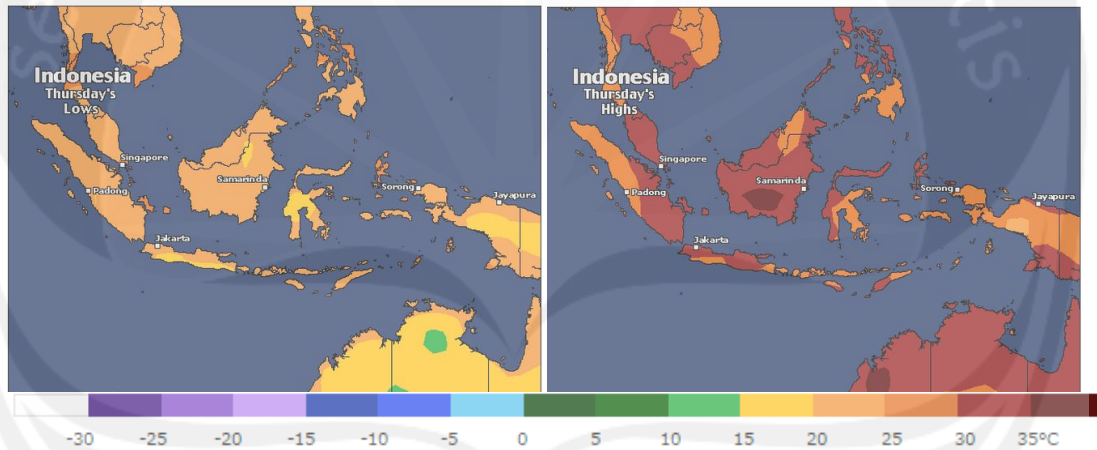 Indonesia
Thursday's
Lows
Singapore
Padong
Samarinda
Sorong
Jayapura
Jakarta
Indonesia
Thursday's
Highs
Singapore
Padong
Samarinda
Sorong
Jayapura
Jakarta
-30 -25 -20 -15 -10 -5 0 5 10 15 20 25 30 35°C